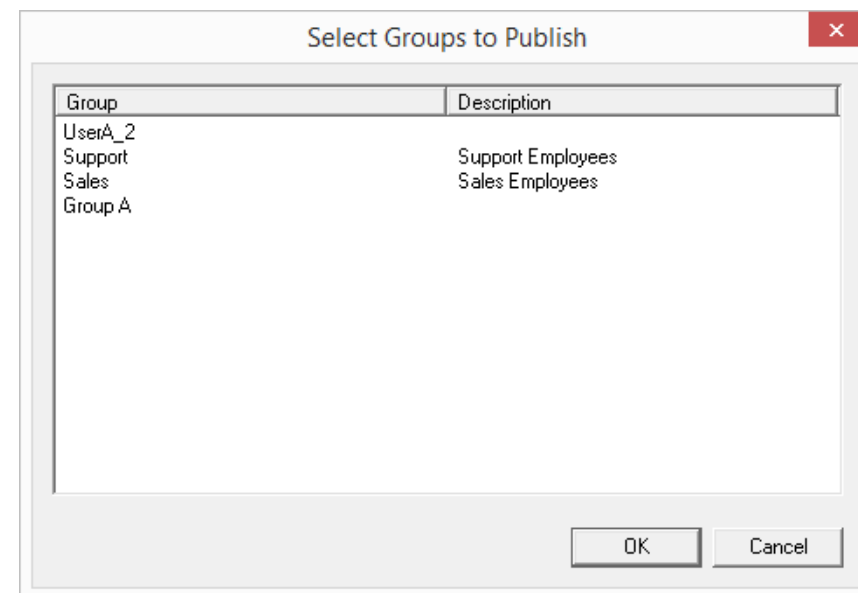 Select Groups to Publish
Group Description
UserA_2
Support Support Employees
Sales Sales Employees
Group A
OK Cancel